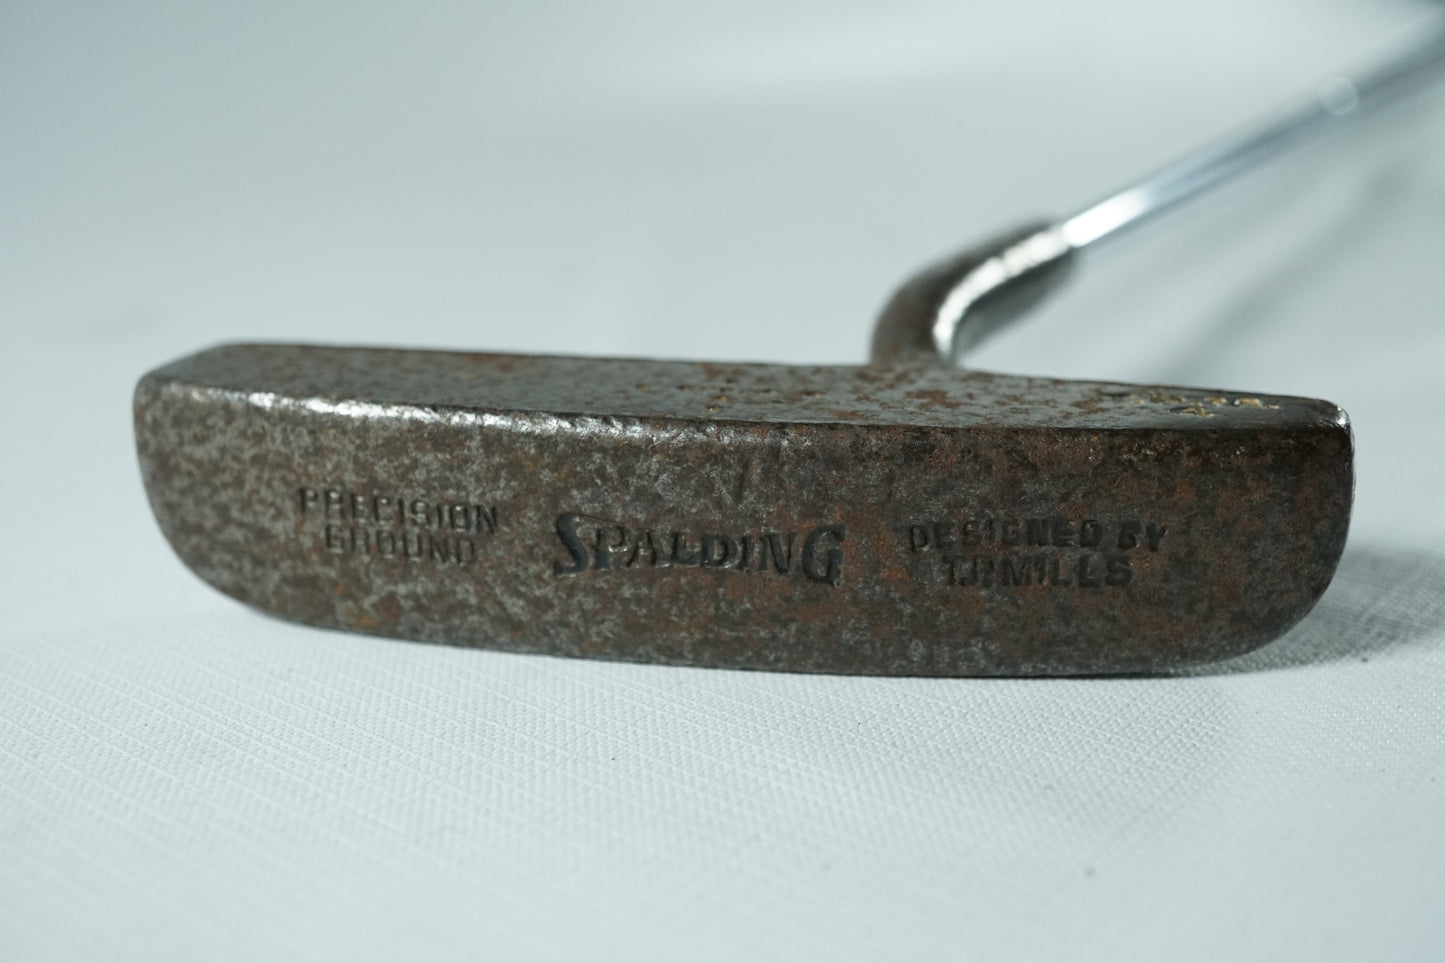 PRECISION
GROUND
SPALDING
DESIGNED BY
T.P. MILLS